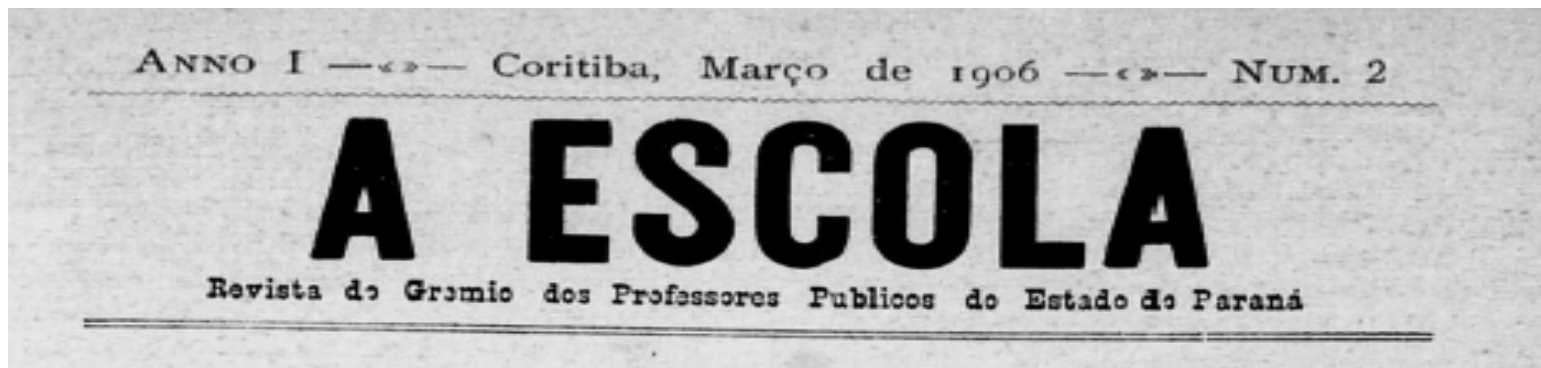 ANNO I —«»— Coritiba, Março de 1906 —«»— NUM. 2
A ESCOLA
Revista do Gremio dos Professores Publicos do Estado do Paraná